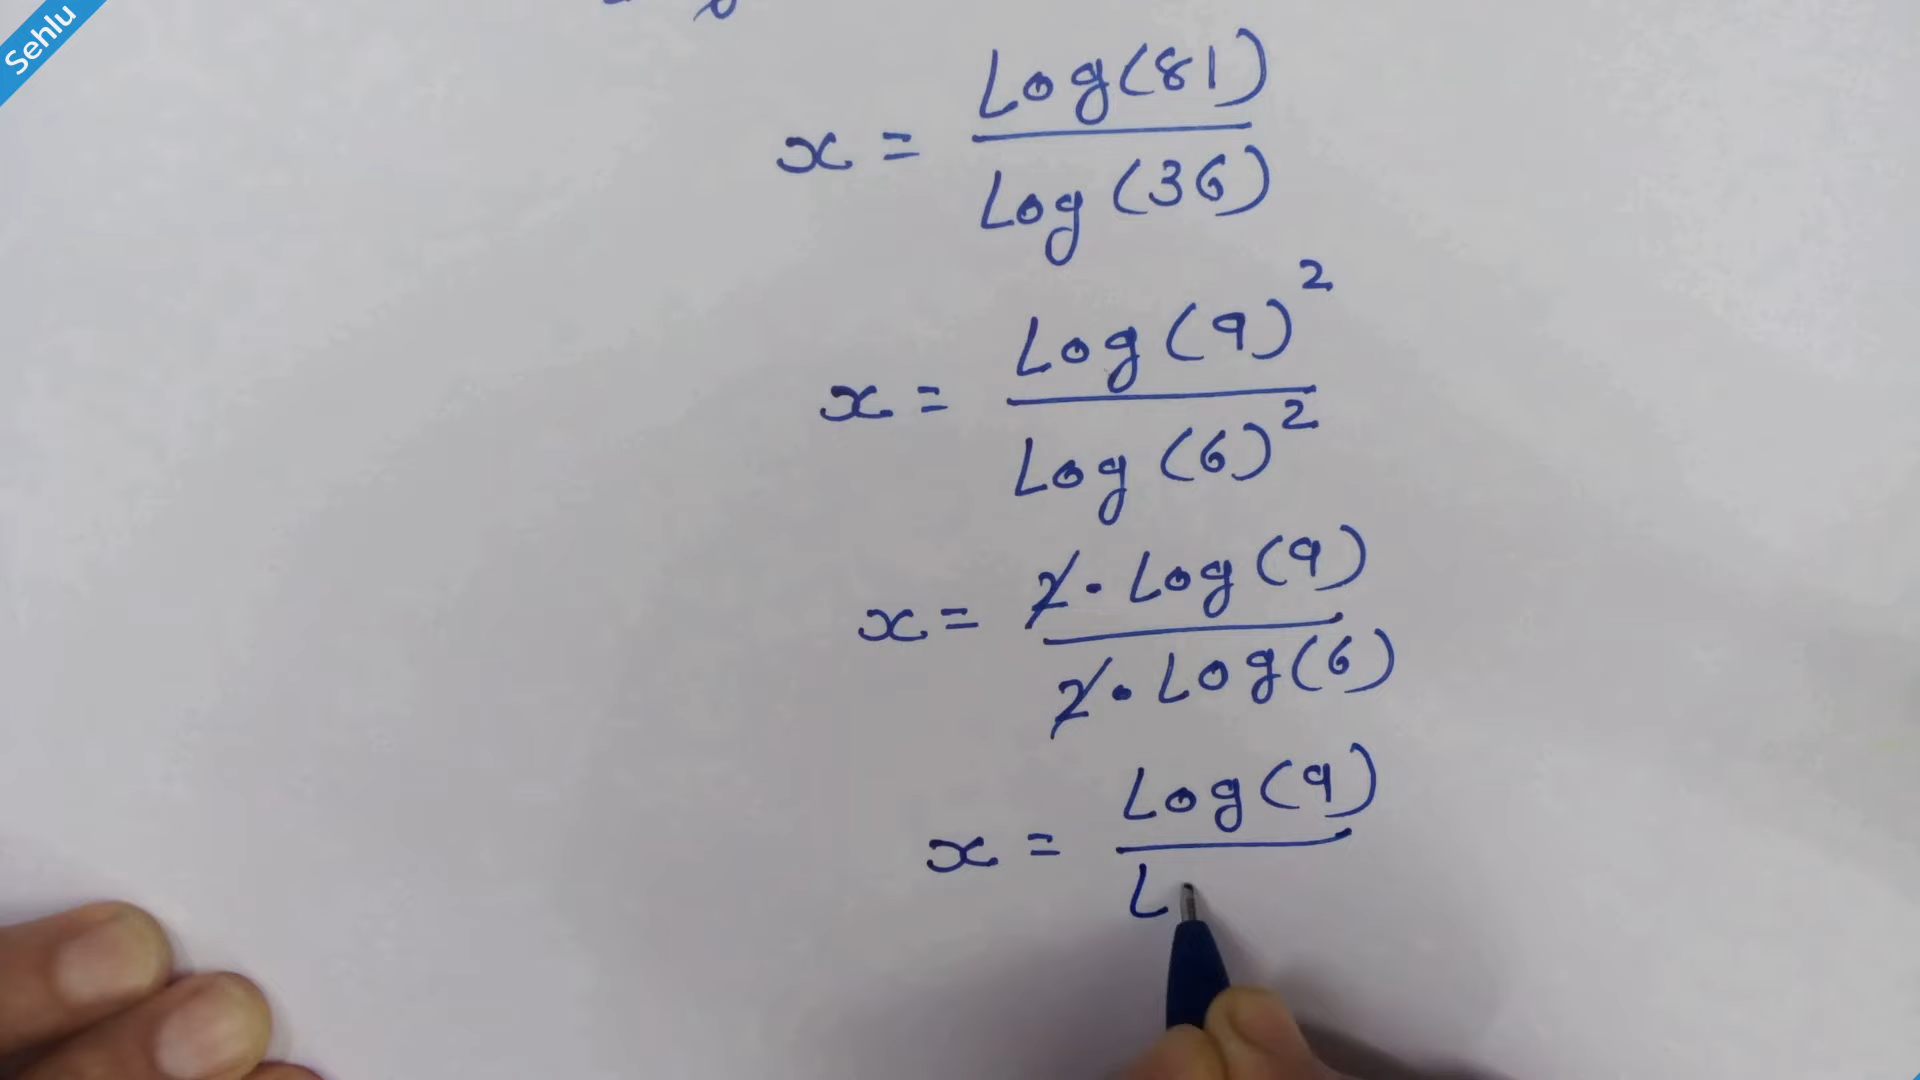 Sehlu
x = Log(81) / Log(36)
x = Log(9)² / Log(6)²
x = 2·Log(9) / 2·Log(6)
x = Log(9) / L